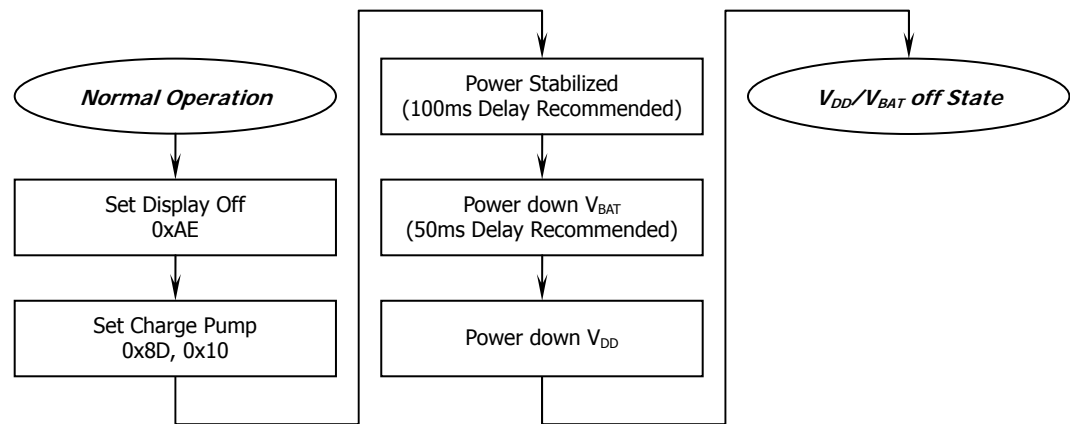 Normal Operation
Set Display Off
0xAE
Set Charge Pump
0x8D, 0x10
Power Stabilized
(100ms Delay Recommended)
Power down VBAT
(50ms Delay Recommended)
Power down VDD
VDD/VBAT off State